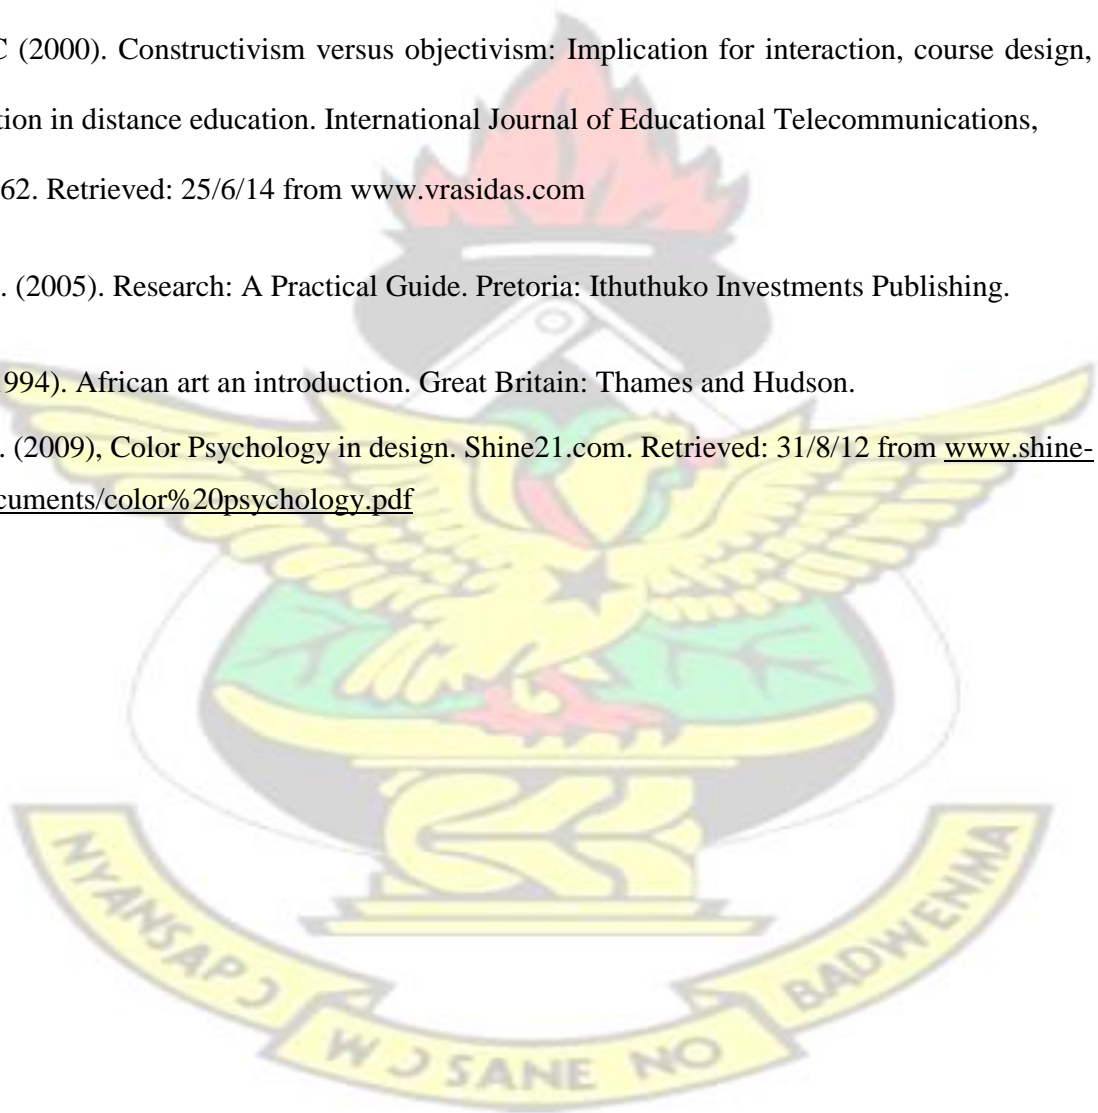 C (2000). Constructivism versus objectivism: Implication for interaction, course design,
tion in distance education. International Journal of Educational Telecommunications,
62. Retrieved: 25/6/14 from www.vrasidas.com
. (2005). Research: A Practical Guide. Pretoria: Ithuthuko Investments Publishing.
994). African art an introduction. Great Britain: Thames and Hudson.
. (2009), Color Psychology in design. Shine21.com. Retrieved: 31/8/12 from www.shine-
cuments/color%20psychology.pdf
NYANSAPƆ
WƆSANE NO
BADWENMA